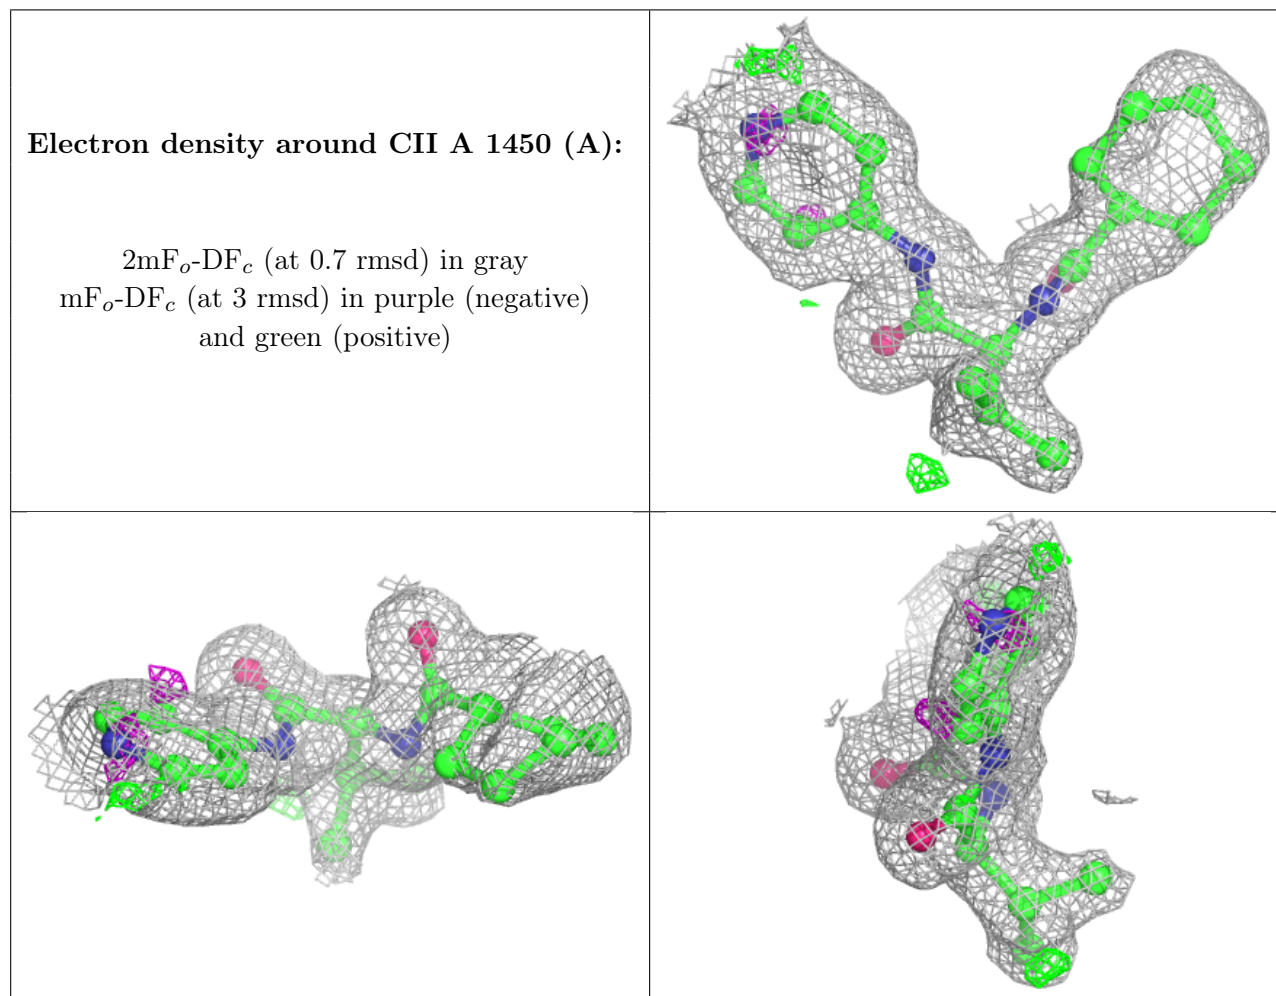 Electron density around CII A 1450 (A):
2mFo-DFc (at 0.7 rmsd) in gray
mFo-DFc (at 3 rmsd) in purple (negative)
and green (positive)